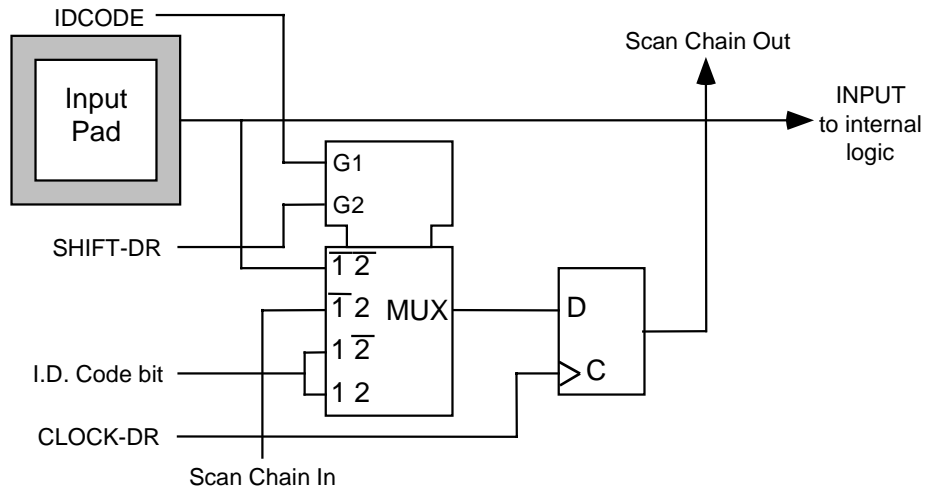 IDCODE
Scan Chain Out
Input
Pad
INPUT
to internal
logic
G1
G2
SHIFT-DR
1̅ 2̅
1̅ 2
MUX
D
1 2̅
I.D. Code bit
C
1 2
CLOCK-DR
Scan Chain In